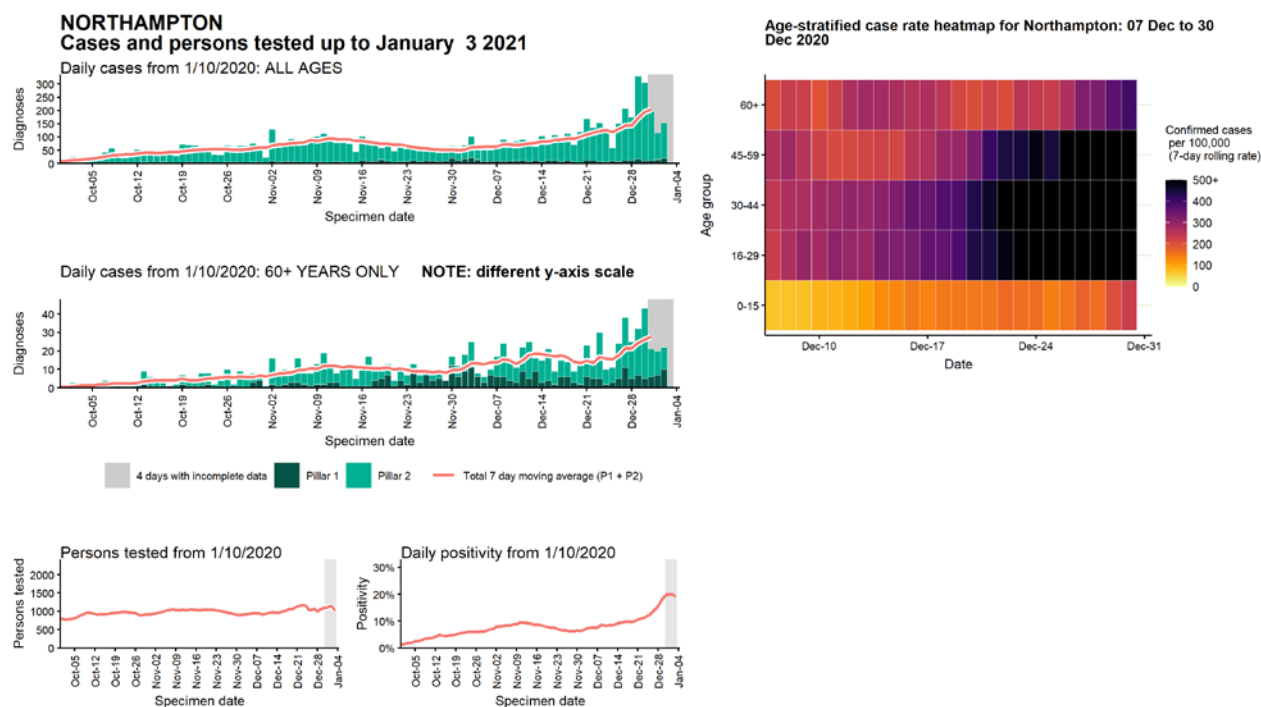 NORTHAMPTON
Cases and persons tested up to January 3 2021
Daily cases from 1/10/2020: ALL AGES
Diagnoses
300
250
200
150
100
50
0
Oct-05
Oct-12
Oct-19
Oct-26
Nov-02
Nov-09
Nov-16
Nov-23
Nov-30
Dec-07
Dec-14
Dec-21
Dec-28
Jan-04
Specimen date
Daily cases from 1/10/2020: 60+ YEARS ONLY NOTE: different y-axis scale
Diagnoses
40
30
20
10
0
Oct-05
Oct-12
Oct-19
Oct-26
Nov-02
Nov-09
Nov-16
Nov-23
Nov-30
Dec-07
Dec-14
Dec-21
Dec-28
Jan-04
Specimen date
4 days with incomplete data
Pillar 1
Pillar 2
Total 7 day moving average (P1 + P2)
Persons tested from 1/10/2020
Persons tested
2000
1500
1000
500
0
Oct-05
Oct-12
Oct-19
Oct-26
Nov-02
Nov-09
Nov-16
Nov-23
Nov-30
Dec-07
Dec-14
Dec-21
Dec-28
Jan-04
Specimen date
Daily positivity from 1/10/2020
Positivity
30%
20%
10%
0%
Oct-05
Oct-12
Oct-19
Oct-26
Nov-02
Nov-09
Nov-16
Nov-23
Nov-30
Dec-07
Dec-14
Dec-21
Dec-28
Jan-04
Specimen date
Age-stratified case rate heatmap for Northampton: 07 Dec to 30
Dec 2020
Age group
60+
45-59
30-44
16-29
0-15
Dec-10
Dec-17
Dec-24
Dec-31
Date
Confirmed cases
per 100,000
(7-day rolling rate)
500+
400
300
200
100
0